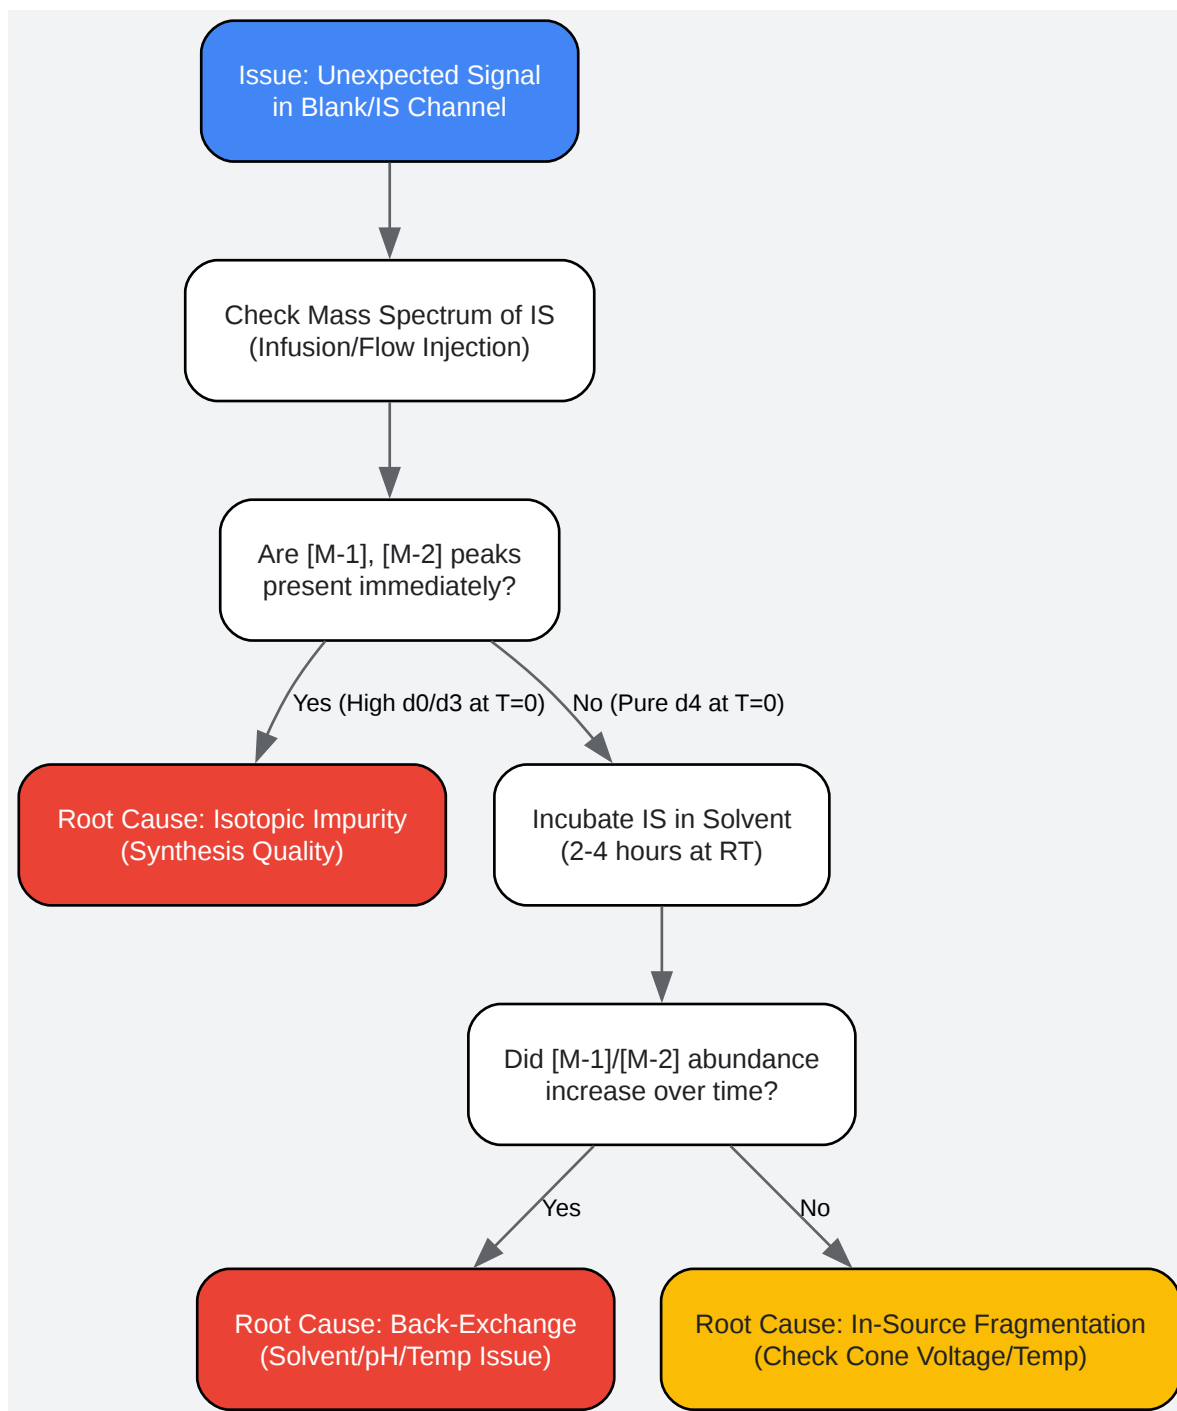 Issue: Unexpected Signal
in Blank/IS Channel
Check Mass Spectrum of IS
(Infusion/Flow Injection)
Are [M-1], [M-2] peaks
present immediately?
Yes (High d0/d3 at T=0)
No (Pure d4 at T=0)
Root Cause: Isotopic Impurity
(Synthesis Quality)
Incubate IS in Solvent
(2-4 hours at RT)
Did [M-1]/[M-2] abundance
increase over time?
Yes
No
Root Cause: Back-Exchange
(Solvent/pH/Temp Issue)
Root Cause: In-Source Fragmentation
(Check Cone Voltage/Temp)